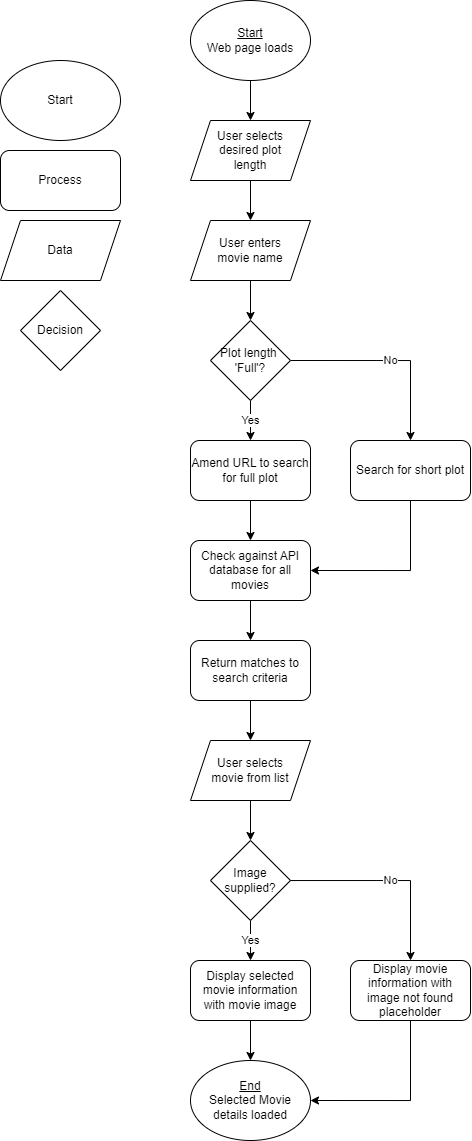 Start
Web page loads
Start
Process
Data
Decision
User selects
desired plot
length
User enters
movie name
Plot length
'Full'?
No
Yes
Amend URL to search
for full plot
Search for short plot
Check against API
database for all
movies
Return matches to
search criteria
User selects
movie from list
Image
supplied?
No
Yes
Display selected
movie information
with movie image
Display movie
information with
image not found
placeholder
End
Selected Movie
details loaded